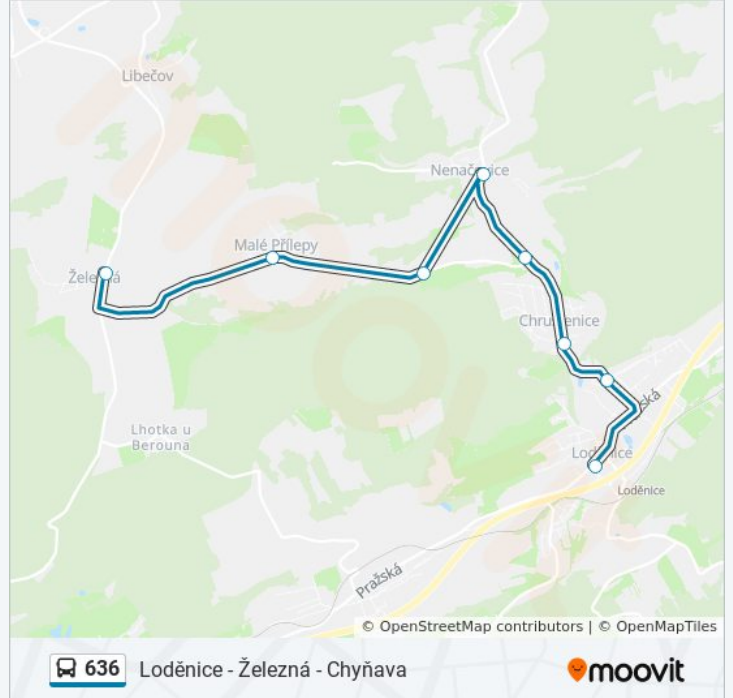 Libečov
Nenačovice
Malé Přílepy
Železná
Chrustenice
Lhotka u
Berouna
Loděnice
Loděnice
Pražská
© OpenStreetMap contributors | © OpenMapTiles
636 Loděnice - Železná - Chyňava moovit